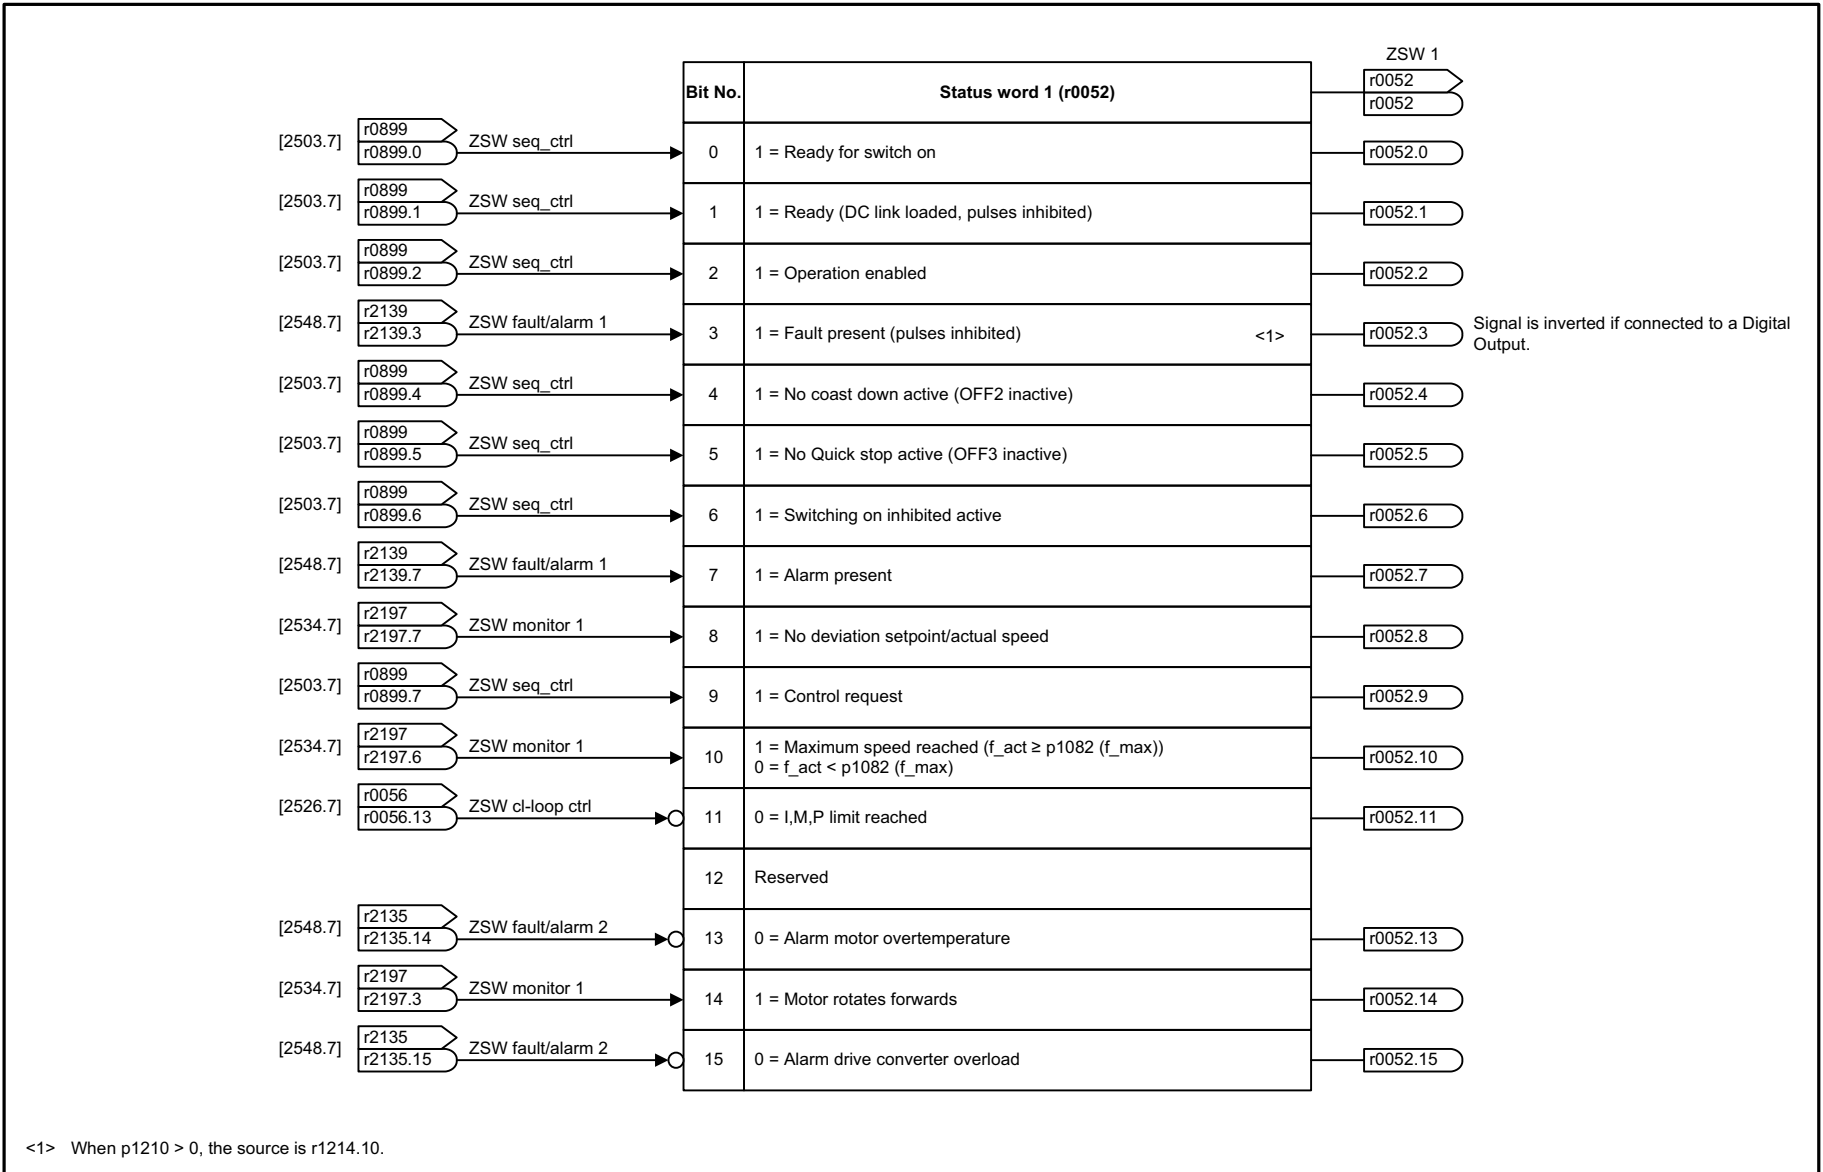 ZSW 1
Bit No. Status word 1 (r0052) r0052
r0052
r0899
[2503.7] r0899.0 ZSW seq_ctrl 0 1 = Ready for switch on r0052.0
r0899
[2503.7] r0899.1 ZSW seq_ctrl 1 1 = Ready (DC link loaded, pulses inhibited) r0052.1
r0899
[2503.7] r0899.2 ZSW seq_ctrl 2 1 = Operation enabled r0052.2
r2139
[2548.7] r2139.3 ZSW fault/alarm 1 3 1 = Fault present (pulses inhibited) <1> r0052.3 Signal is inverted if connected to a Digital
Output.
r0899
[2503.7] r0899.4 ZSW seq_ctrl 4 1 = No coast down active (OFF2 inactive) r0052.4
r0899
[2503.7] r0899.5 ZSW seq_ctrl 5 1 = No Quick stop active (OFF3 inactive) r0052.5
r0899
[2503.7] r0899.6 ZSW seq_ctrl 6 1 = Switching on inhibited active r0052.6
r2139
[2548.7] r2139.7 ZSW fault/alarm 1 7 1 = Alarm present r0052.7
r2197
[2534.7] r2197.7 ZSW monitor 1 8 1 = No deviation setpoint/actual speed r0052.8
r0899
[2503.7] r0899.7 ZSW seq_ctrl 9 1 = Control request r0052.9
r2197
[2534.7] r2197.6 ZSW monitor 1 10 1 = Maximum speed reached (f_act ≥ p1082 (f_max)) r0052.10
0 = f_act < p1082 (f_max)
r0056
[2526.7] r0056.13 ZSW cl-loop ctrl 11 0 = I,M,P limit reached r0052.11
12 Reserved
r2135
[2548.7] r2135.14 ZSW fault/alarm 2 13 0 = Alarm motor overtemperature r0052.13
r2197
[2534.7] r2197.3 ZSW monitor 1 14 1 = Motor rotates forwards r0052.14
r2135
[2548.7] r2135.15 ZSW fault/alarm 2 15 0 = Alarm drive converter overload r0052.15
<1> When p1210 > 0, the source is r1214.10.